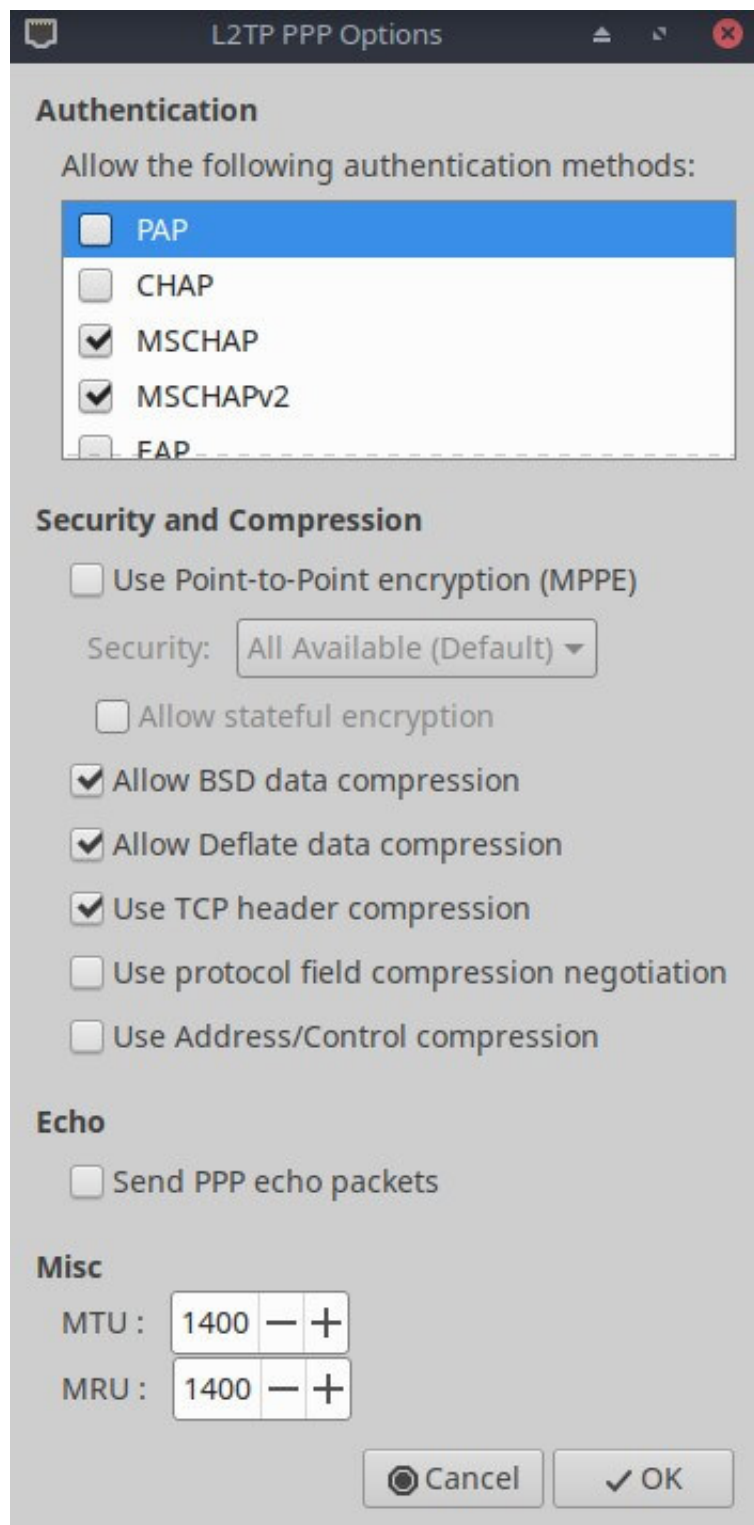 L2TP PPP Options
Authentication
Allow the following authentication methods:
PAP
CHAP
MSCHAP
MSCHAPv2
EAP
Security and Compression
Use Point-to-Point encryption (MPPE)
Security: All Available (Default)
Allow stateful encryption
Allow BSD data compression
Allow Deflate data compression
Use TCP header compression
Use protocol field compression negotiation
Use Address/Control compression
Echo
Send PPP echo packets
Misc
MTU : 1400
MRU : 1400
Cancel OK